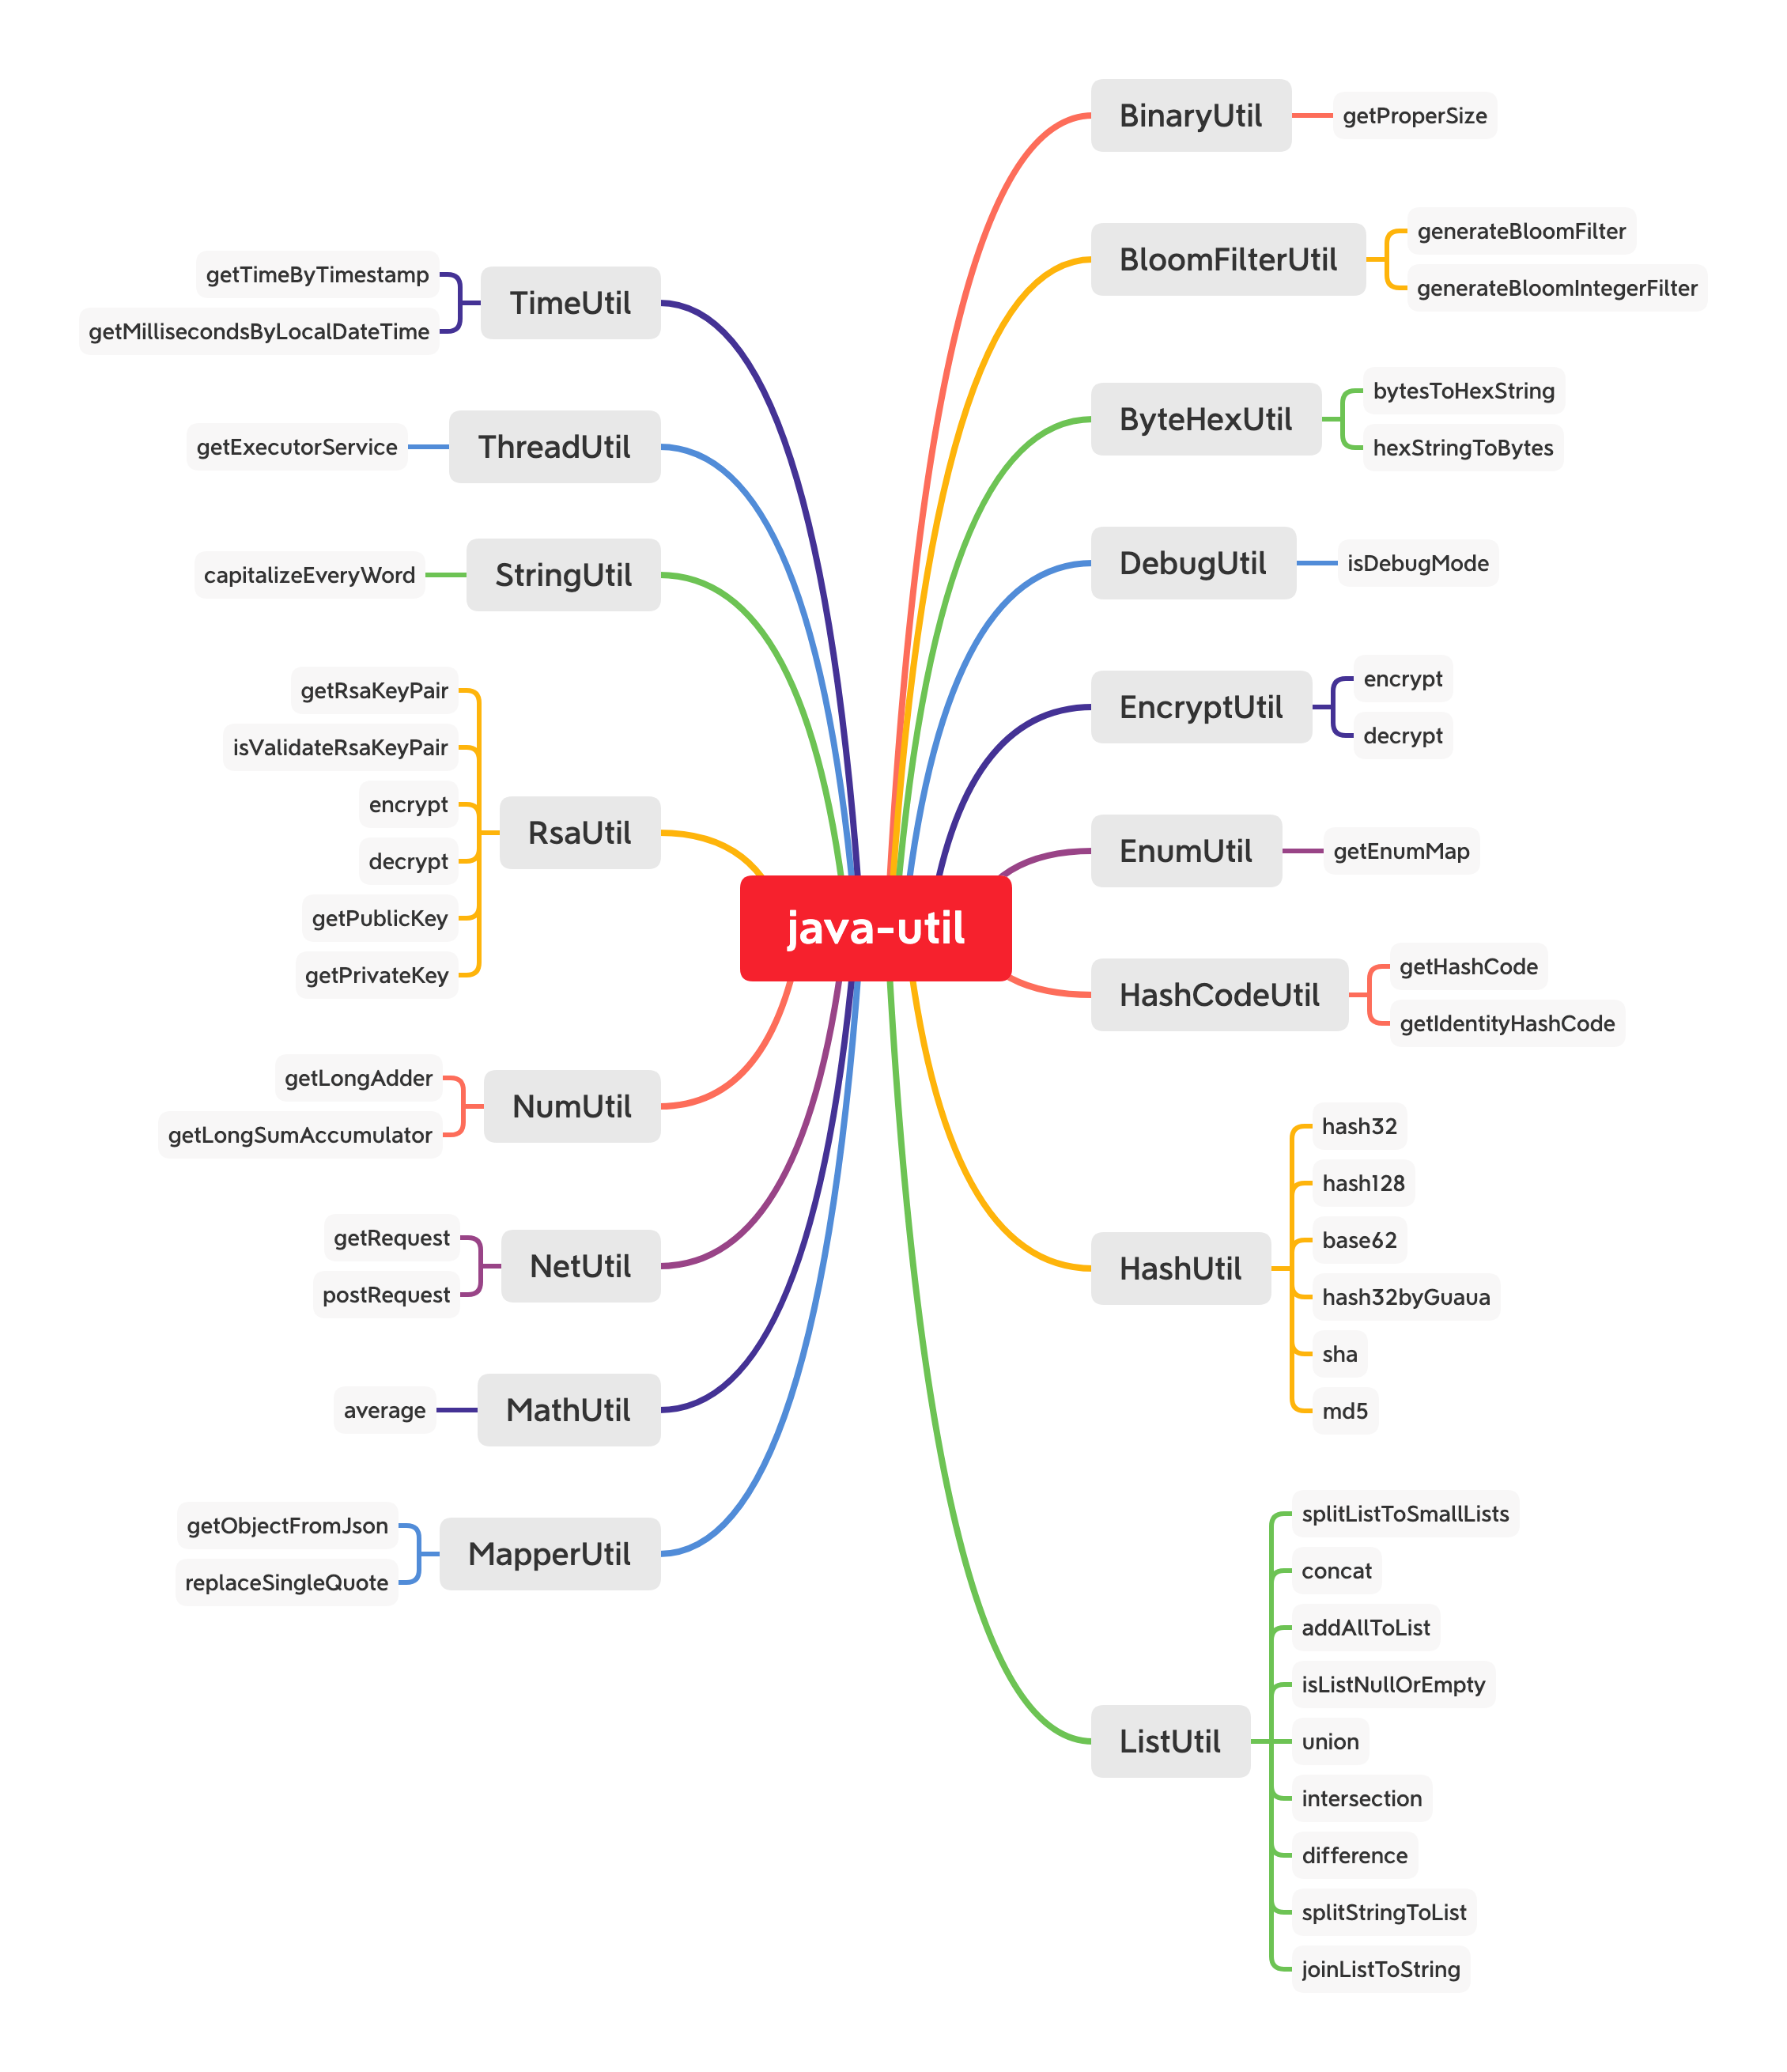 java-util
BinaryUtil
getProperSize
BloomFilterUtil
generateBloomFilter
generateBloomIntegerFilter
ByteHexUtil
bytesToHexString
hexStringToBytes
DebugUtil
isDebugMode
EncryptUtil
encrypt
decrypt
EnumUtil
getEnumMap
HashCodeUtil
getHashCode
getIdentityHashCode
HashUtil
hash32
hash128
base62
hash32byGuaua
sha
md5
ListUtil
splitListToSmallLists
concat
addAllToList
isListNullOrEmpty
union
intersection
difference
splitStringToList
joinListToString
TimeUtil
getTimeByTimestamp
getMillisecondsByLocalDateTime
ThreadUtil
getExecutorService
StringUtil
capitalizeEveryWord
RsaUtil
getRsaKeyPair
isValidateRsaKeyPair
encrypt
decrypt
getPublicKey
getPrivateKey
NumUtil
getLongAdder
getLongSumAccumulator
NetUtil
getRequest
postRequest
MathUtil
average
MapperUtil
getObjectFromJson
replaceSingleQuote